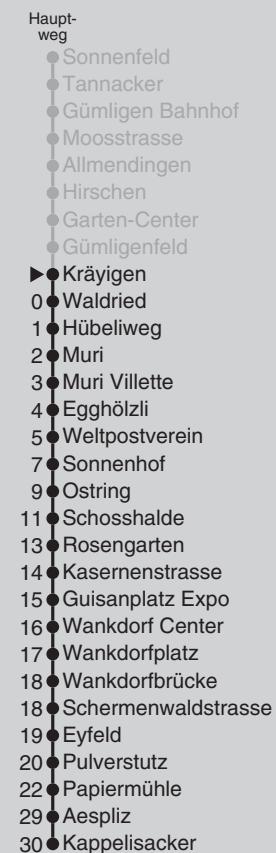 Haupt-
weg
Sonnenfeld
Tannacker
Gümligen Bahnhof
Moosstrasse
Allmendingen
Hirschen
Garten-Center
Gümligenfeld
Kräyigen
0 Waldried
1 Hübeliweg
2 Muri
3 Muri Villette
4 Egghölzli
5 Weltpostverein
7 Sonnenhof
9 Ostring
11 Schosshalde
13 Rosengarten
14 Kasernenstrasse
15 Guisanplatz Expo
16 Wankdorf Center
17 Wankdorfplatz
18 Wankdorfbrücke
18 Schermenwaldstrasse
19 Eyfeld
20 Pulverstutz
22 Papiermühle
29 Aespliz
30 Kappelisacker